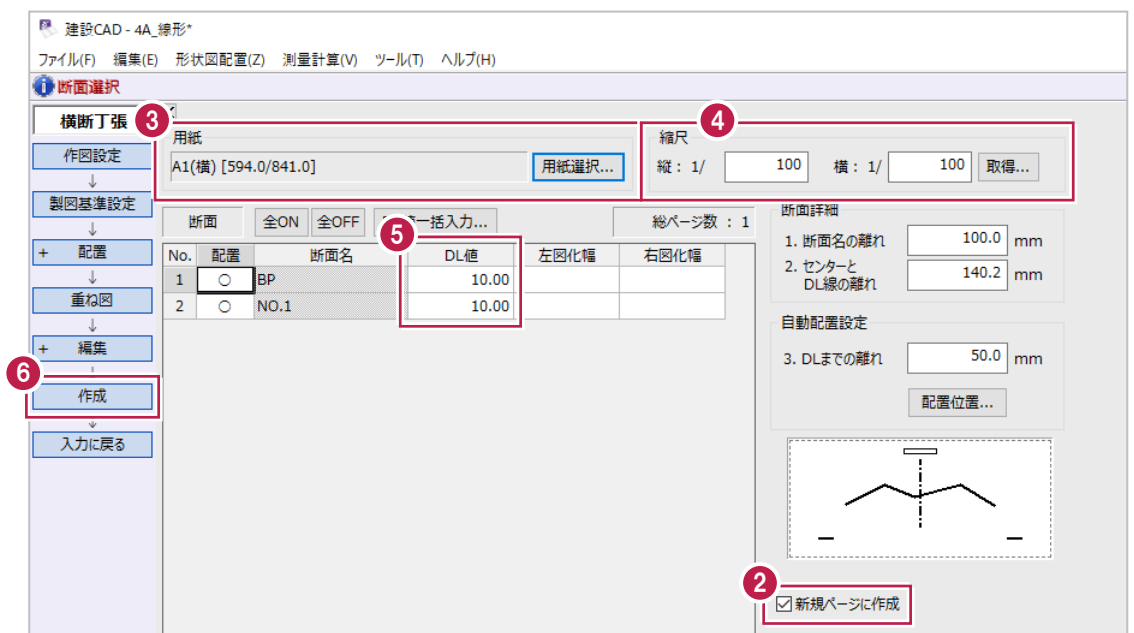 建設CAD - 4A_線形*
ファイル(F) 編集(E) 形状図配置(Z) 測量計算(V) ツール(T) ヘルプ(H)
断面選択
横断丁張
作図設定
↓
製図基準設定
↓
+ 配置
↓
重ね図
↓
+ 編集
6
作成
↓
入力に戻る
3
用紙
A1(横) [594.0/841.0]
用紙選択...
4
縮尺
縦： 1/ 100 横： 1/ 100 取得...
断面 全ON 全OFF 一括入力... 総ページ数 : 1
5
No. 配置 断面名 DL値 左図化幅 右図化幅
1 ○ BP 10.00
2 ○ NO.1 10.00
断面詳細
1. 断面名の離れ 100.0 mm
2. センターと
DL線の離れ 140.2 mm
自動配置設定
3. DLまでの離れ 50.0 mm
配置位置...
2
新規ページに作成